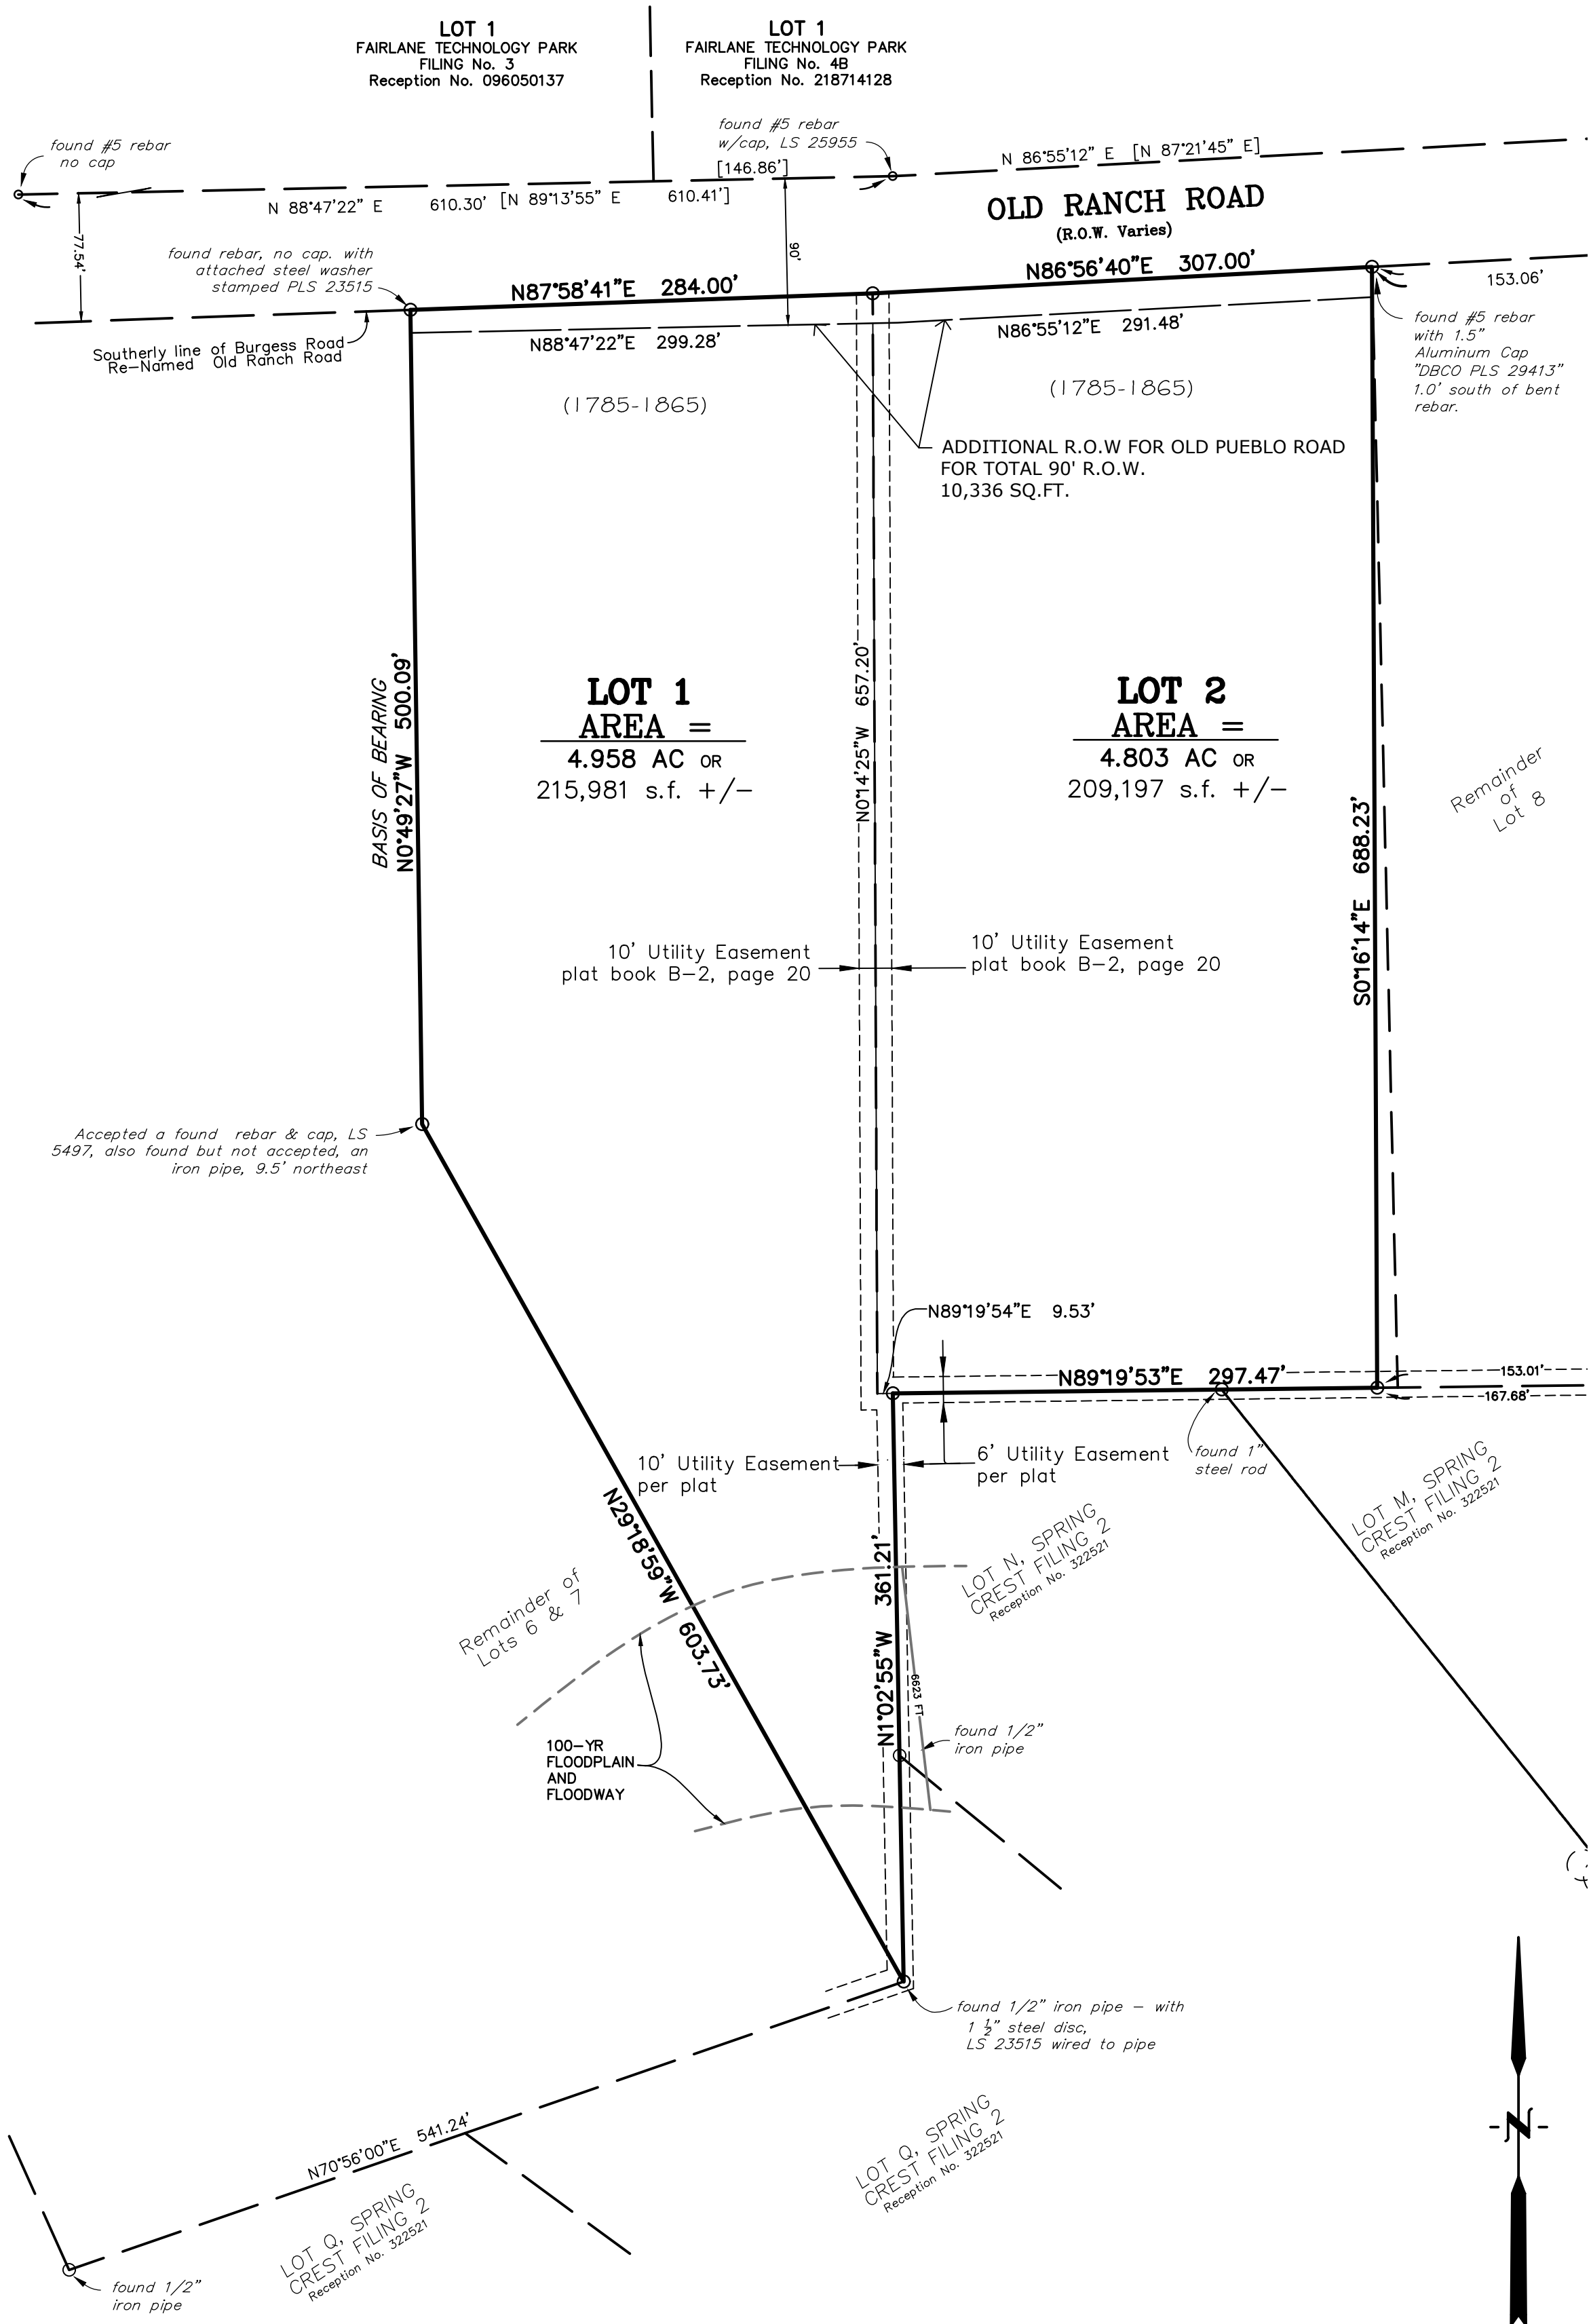 LOT 1
FAIRLANE TECHNOLOGY PARK
FILING No. 3
Reception No. 096050137
LOT 1
FAIRLANE TECHNOLOGY PARK
FILING No. 4B
Reception No. 218714128
found #5 rebar
no cap
found #5 rebar
w/cap, LS 25955
[146.86']
N 86°55'12" E [N 87°21'45" E]
N 88°47'22" E 610.30' [N 89°13'55" E 610.41']
OLD RANCH ROAD
(R.O.W. Varies)
77.54'
90'
found rebar, no cap. with
attached steel washer
stamped PLS 23515
N87°58'41"E 284.00'
N86°56'40"E 307.00'
153.06'
Southerly line of Burgess Road
Re-Named Old Ranch Road
N88°47'22"E 299.28'
N86°55'12"E 291.48'
found #5 rebar
with 1.5"
Aluminum Cap
"DBCO PLS 29413"
1.0' south of bent
rebar.
(1785-1865)
(1785-1865)
ADDITIONAL R.O.W FOR OLD PUEBLO ROAD
FOR TOTAL 90' R.O.W.
10,336 SQ.FT.
BASIS OF BEARING
N0°49'27"W 500.09'
LOT 1
AREA =
4.958 AC OR
215,981 s.f. +/-
N0°14'25"W 657.20'
LOT 2
AREA =
4.803 AC OR
209,197 s.f. +/-
S0°16'14"E 688.23'
Remainder
of
Lot 8
10' Utility Easement
plat book B-2, page 20
10' Utility Easement
plat book B-2, page 20
Accepted a found rebar & cap, LS
5497, also found but not accepted, an
iron pipe, 9.5' northeast
N89°19'54"E 9.53'
N89°19'53"E 297.47'
153.01'
167.68'
10' Utility Easement
per plat
6' Utility Easement
per plat
found 1"
steel rod
N29°18'59"W 603.73'
N1°02'55"W 361.21'
LOT N, SPRING
CREST FILING 2
Reception No. 322521
LOT M, SPRING
CREST FILING 2
Reception No. 322521
Remainder of
Lots 6 & 7
6623 FT
found 1/2"
iron pipe
100-YR
FLOODPLAIN
AND
FLOODWAY
found 1/2" iron pipe - with
1 1/2" steel disc,
LS 23515 wired to pipe
N70°56'00"E 541.24'
LOT Q, SPRING
CREST FILING 2
Reception No. 322521
LOT Q, SPRING
CREST FILING 2
Reception No. 322521
found 1/2"
iron pipe
N